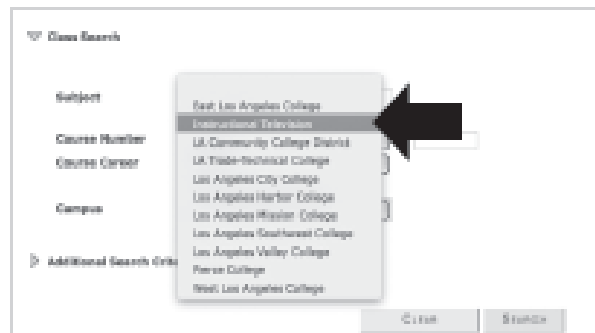 Class Search
Subject
Course Number
Course Career
Campus
East Los Angeles College
Instructional Television
LA Community College District
LA Trade-Technical College
Los Angeles City College
Los Angeles Harbor College
Los Angeles Mission College
Los Angeles Southwest College
Los Angeles Valley College
Pierce College
West Los Angeles College
Additional Search Crite
CLEAR
SEARCH